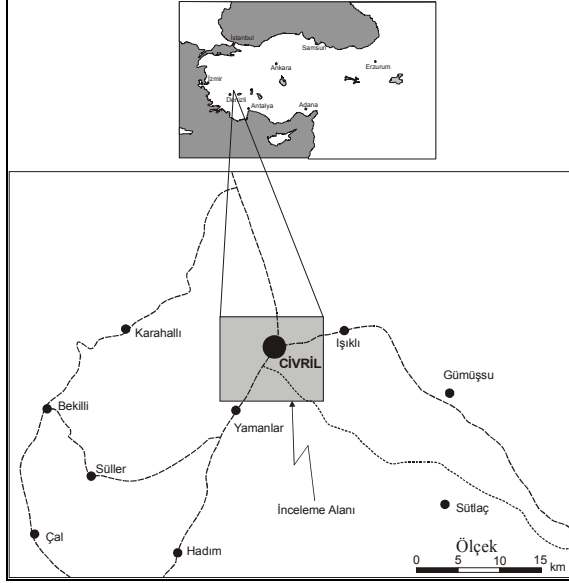 İstanbul
Samsun
Ankara
Erzurum
İzmir
Denizli
Antalya
Adana
Karahallı
Işıklı
CİVRİL
Gümüşsu
Bekilli
Yamanlar
Süller
İnceleme Alanı
Sütlaç
Çal
Hadım
Ölçek
0 5 10 15
km